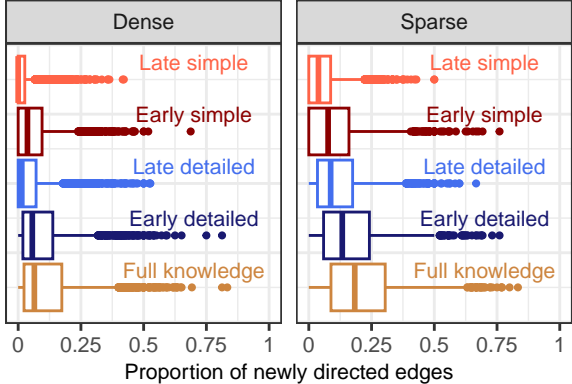 Dense
Sparse
Late simple
Late simple
Early simple
Early simple
Late detailed
Late detailed
Early detailed
Early detailed
Full knowledge
Full knowledge
0 0.25 0.5 0.75 1
0 0.25 0.5 0.75 1
Proportion of newly directed edges